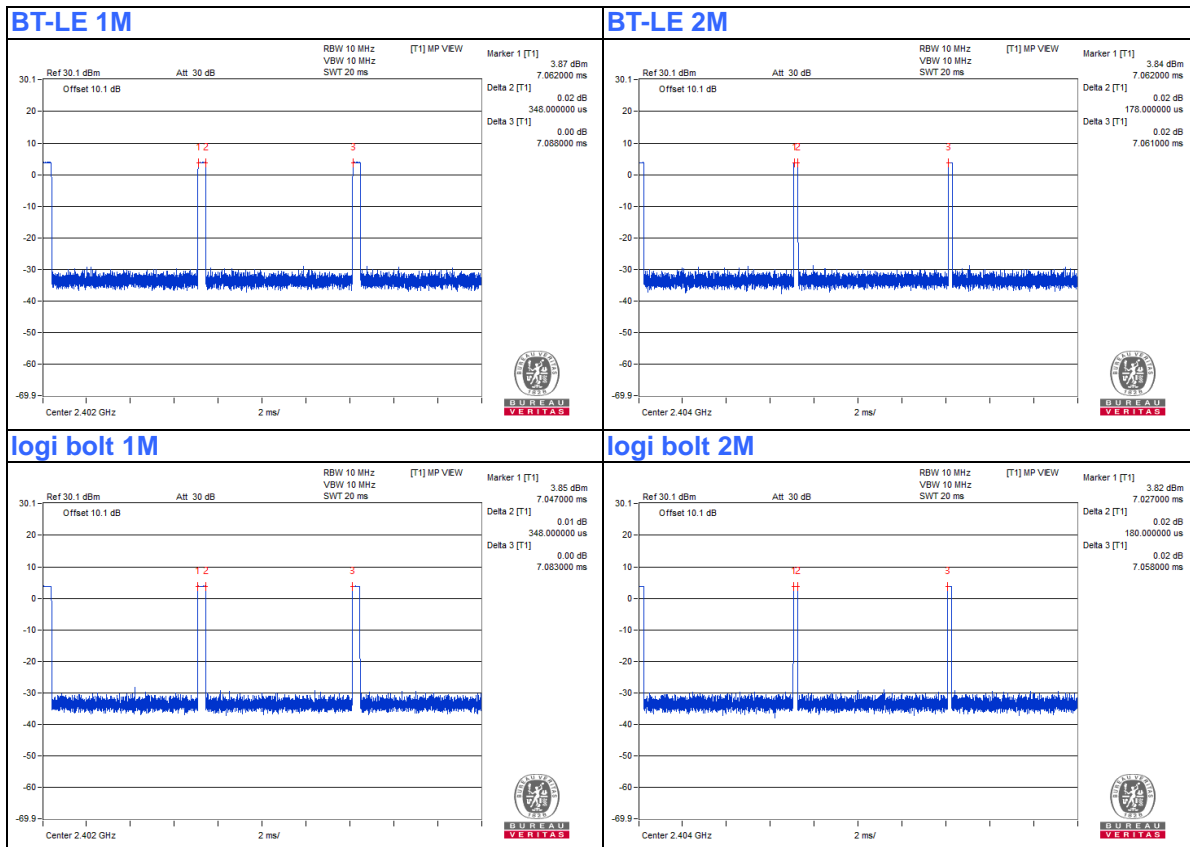 BT-LE 1M
RBW 10 MHz [T1] MP VIEW
VBW 10 MHz
Ref 30.1 dBm Att 30 dB SWT 20 ms
Marker 1 [T1]
3.87 dBm
7.062000 ms
Delta 2 [T1]
0.02 dB
348.000000 us
Delta 3 [T1]
0.00 dB
7.088000 ms
30.1
Offset 10.1 dB
20
10
1 2 3
0
-10
-20
-30
-40
-50
-60
-69.9
Center 2.402 GHz 2 ms/
BUREAU VERITAS
1828
BUREAU
VERITAS
BT-LE 2M
RBW 10 MHz [T1] MP VIEW
VBW 10 MHz
Ref 30.1 dBm Att 30 dB SWT 20 ms
Marker 1 [T1]
3.84 dBm
7.062000 ms
Delta 2 [T1]
0.02 dB
178.000000 us
Delta 3 [T1]
0.02 dB
7.061000 ms
30.1
Offset 10.1 dB
20
10
12 3
0
-10
-20
-30
-40
-50
-60
-69.9
Center 2.404 GHz 2 ms/
BUREAU VERITAS
1828
BUREAU
VERITAS
logi bolt 1M
RBW 10 MHz [T1] MP VIEW
VBW 10 MHz
Ref 30.1 dBm Att 30 dB SWT 20 ms
Marker 1 [T1]
3.85 dBm
7.047000 ms
Delta 2 [T1]
0.01 dB
348.000000 us
Delta 3 [T1]
0.00 dB
7.083000 ms
30.1
Offset 10.1 dB
20
10
1 2 3
0
-10
-20
-30
-40
-50
-60
-69.9
Center 2.402 GHz 2 ms/
BUREAU VERITAS
1828
BUREAU
VERITAS
logi bolt 2M
RBW 10 MHz [T1] MP VIEW
VBW 10 MHz
Ref 30.1 dBm Att 30 dB SWT 20 ms
Marker 1 [T1]
3.82 dBm
7.027000 ms
Delta 2 [T1]
0.02 dB
180.000000 us
Delta 3 [T1]
0.02 dB
7.058000 ms
30.1
Offset 10.1 dB
20
10
12 3
0
-10
-20
-30
-40
-50
-60
-69.9
Center 2.404 GHz 2 ms/
BUREAU VERITAS
1828
BUREAU
VERITAS